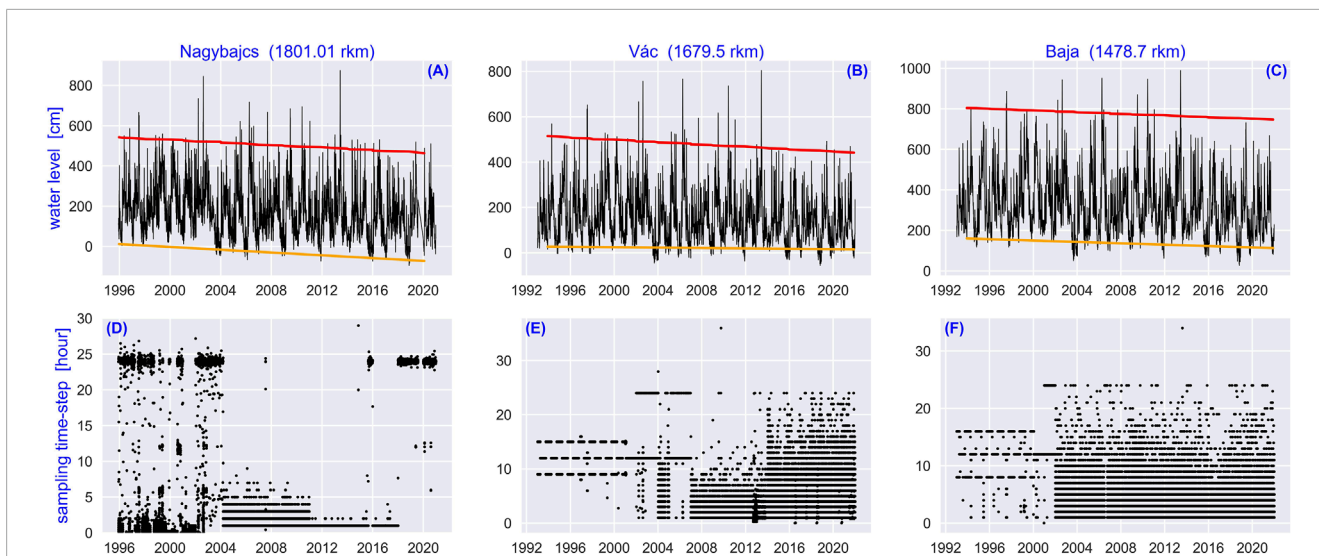 Nagybajcs (1801.01 rkm)
Vác (1679.5 rkm)
Baja (1478.7 rkm)
(A)
(B)
(C)
water level [cm]
800
600
400
200
0
1996 2000 2004 2008 2012 2016 2020
800
600
400
200
0
1992 1996 2000 2004 2008 2012 2016 2020
1000
800
600
400
200
0
1992 1996 2000 2004 2008 2012 2016 2020
(D)
(E)
(F)
sampling time-step [hour]
30
25
20
15
10
5
0
1996 2000 2004 2008 2012 2016 2020
30
20
10
0
1992 1996 2000 2004 2008 2012 2016 2020
30
20
10
0
1992 1996 2000 2004 2008 2012 2016 2020